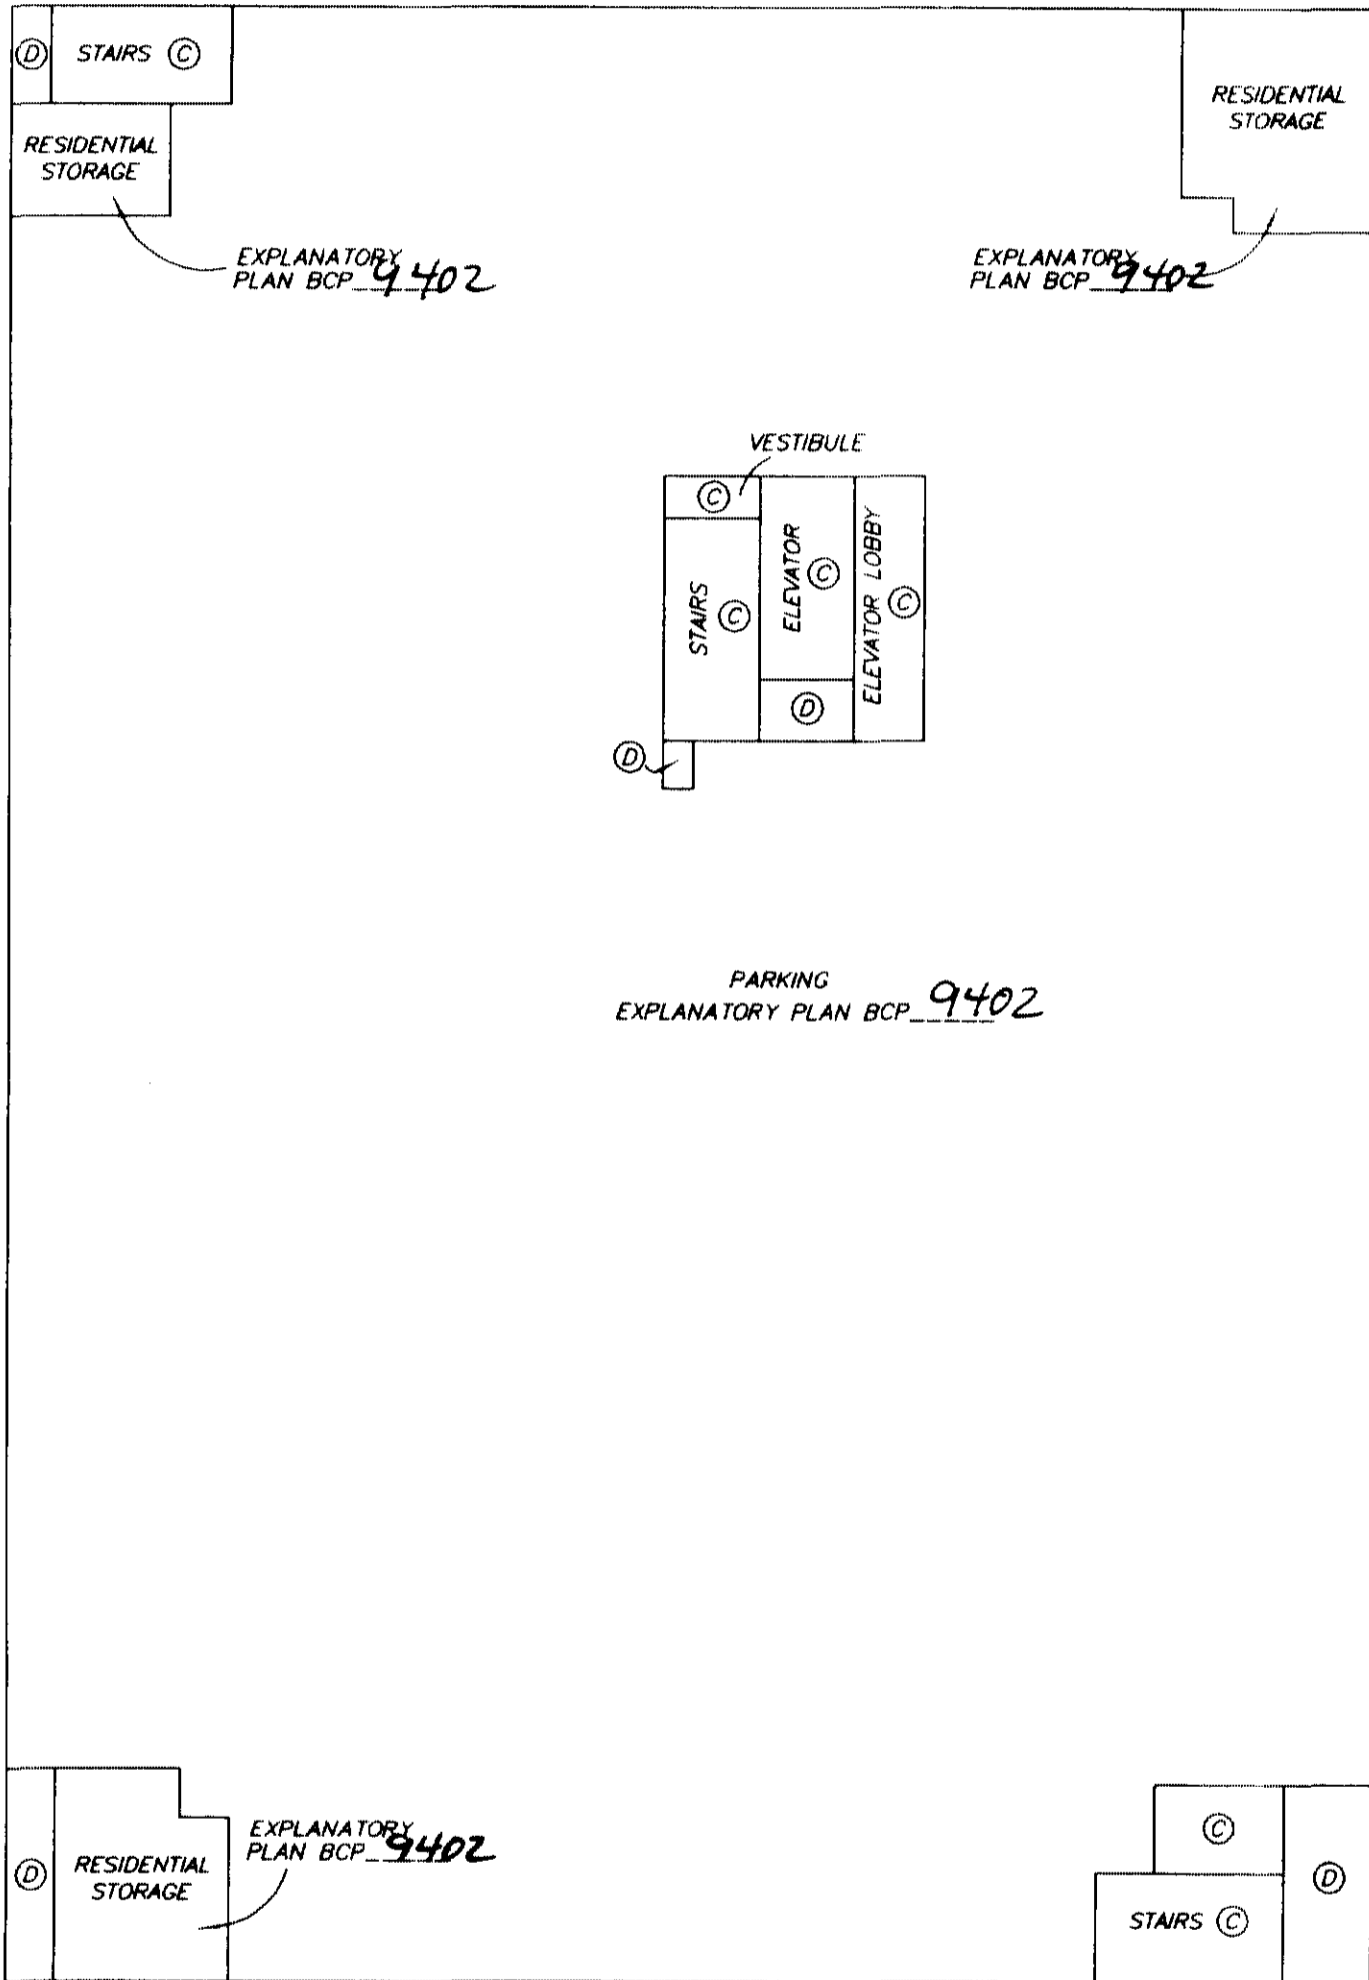 D STAIRS C
RESIDENTIAL
STORAGE
RESIDENTIAL
STORAGE
EXPLANATORY
PLAN BCP 9402
EXPLANATORY
PLAN BCP 9402
VESTIBULE
C
STAIRS C
ELEVATOR C
ELEVATOR LOBBY C
D
D
PARKING
EXPLANATORY PLAN BCP 9402
EXPLANATORY
PLAN BCP 9402
D
RESIDENTIAL
STORAGE
C
D
STAIRS C